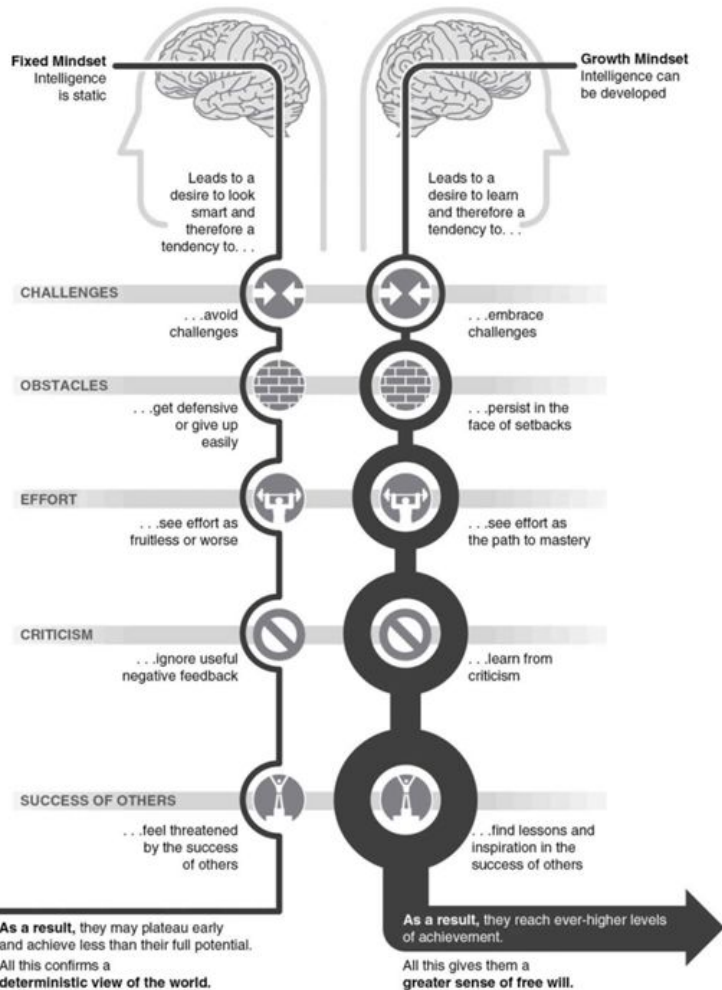 Fixed Mindset
Intelligence
is static
Growth Mindset
Intelligence can
be developed
Leads to a
desire to look
smart and
therefore a
tendency to. . .
Leads to a
desire to learn
and therefore a
tendency to. . .
CHALLENGES
. . .avoid
challenges
. . .embrace
challenges
OBSTACLES
. . .get defensive
or give up
easily
. . .persist in the
face of setbacks
EFFORT
. . .see effort as
fruitless or worse
. . .see effort as
the path to mastery
CRITICISM
. . .ignore useful
negative feedback
. . .learn from
criticism
SUCCESS OF OTHERS
. . .feel threatened
by the success
of others
. . .find lessons and
inspiration in the
success of others
As a result, they may plateau early
and achieve less than their full potential.
All this confirms a
deterministic view of the world.
As a result, they reach ever-higher levels
of achievement.
All this gives them a
greater sense of free will.